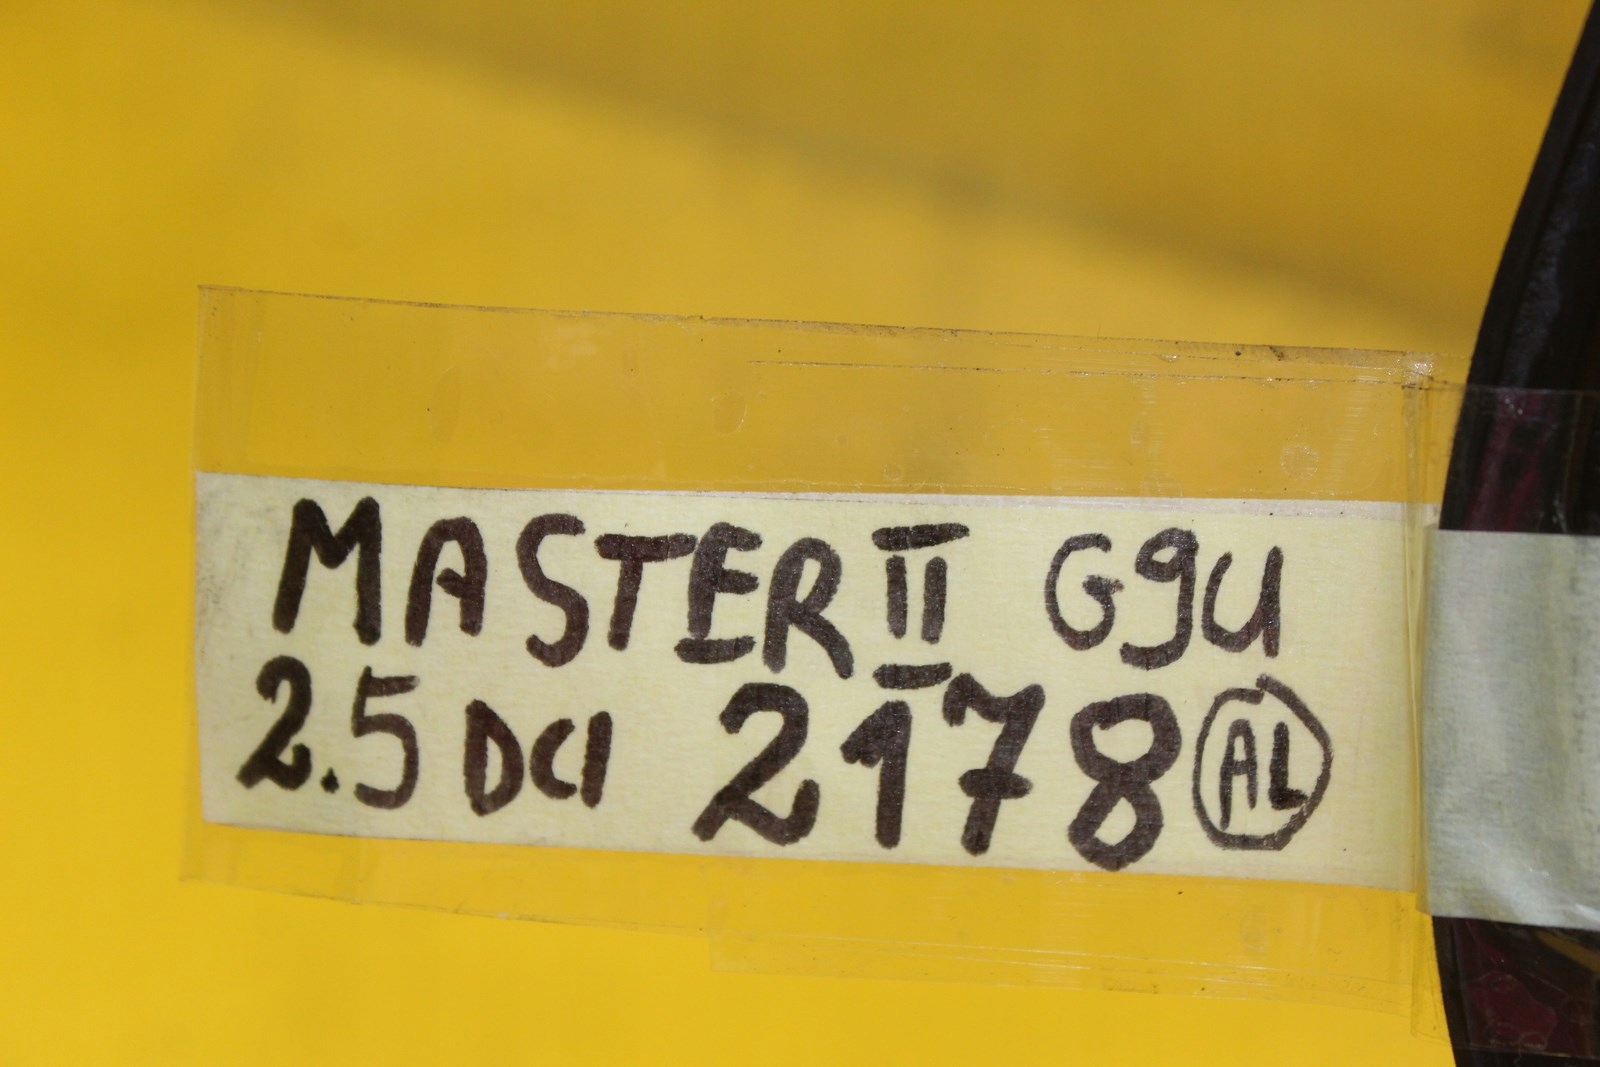 MASTER II G9U
2.5 DCI 2178 AL